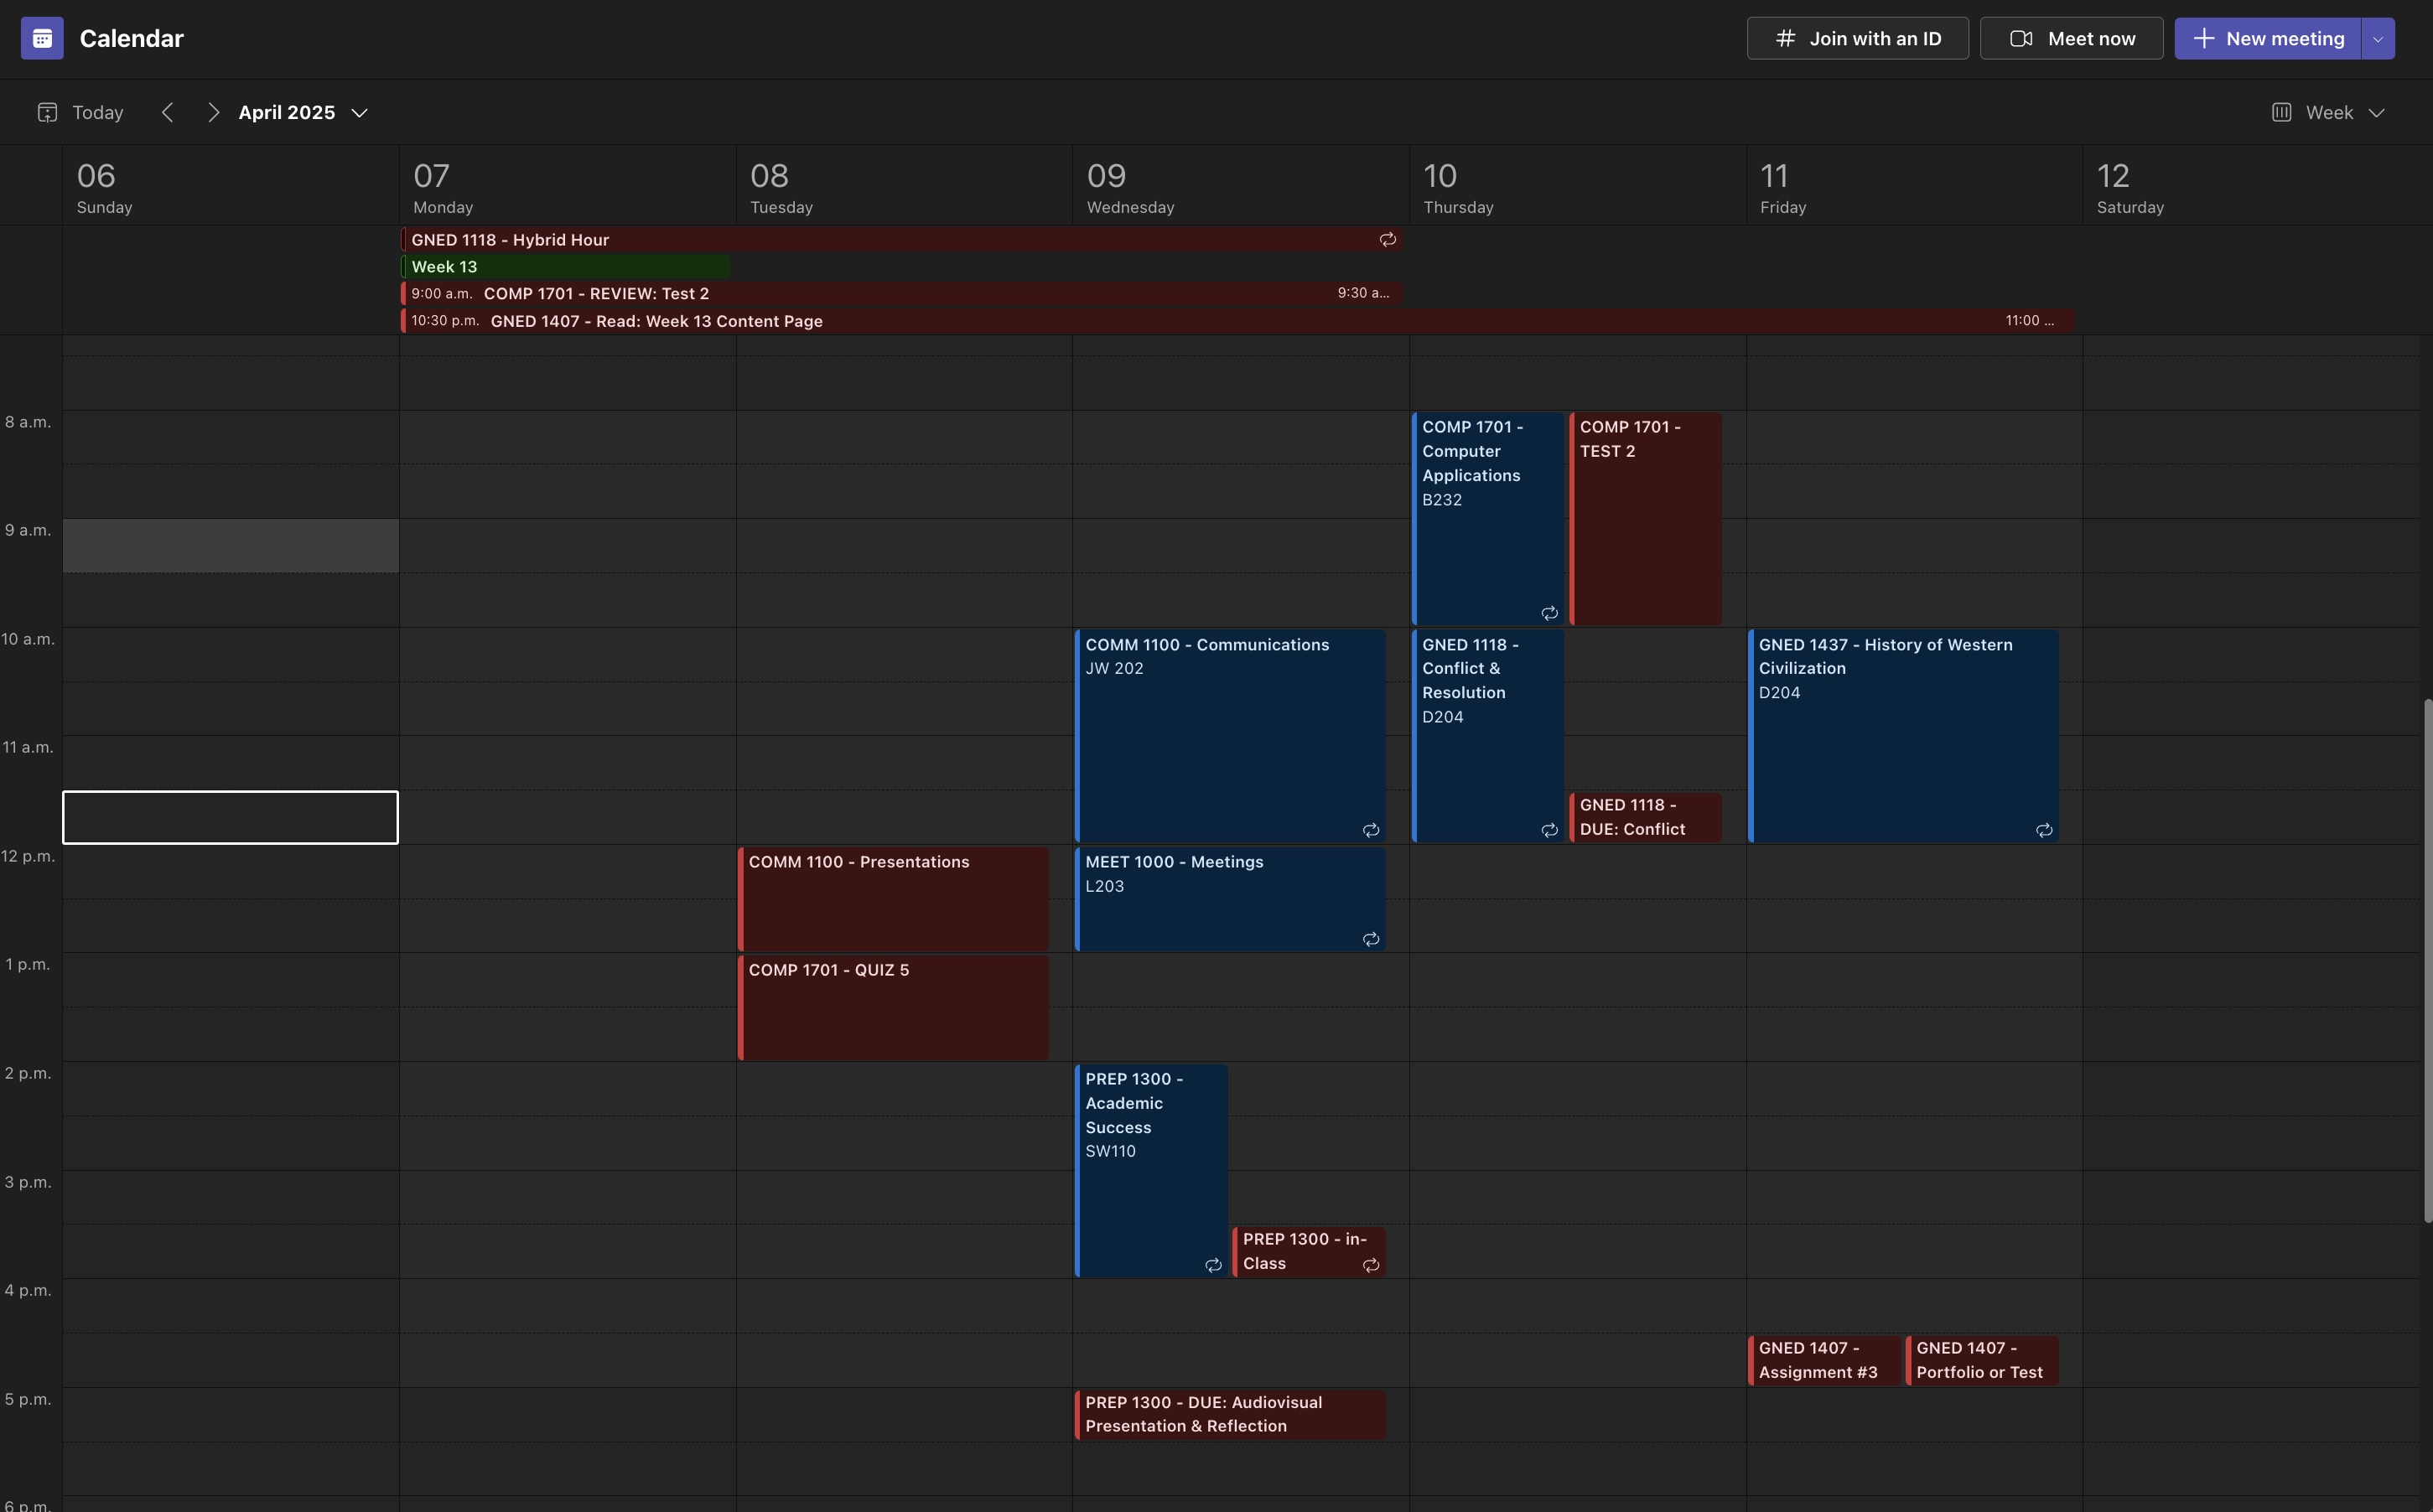 Calendar
Join with an ID
Meet now
New meeting
Today
April 2025
Week
06
Sunday
07
Monday
08
Tuesday
09
Wednesday
10
Thursday
11
Friday
12
Saturday
GNED 1118 - Hybrid Hour
Week 13
9:00 a.m. COMP 1701 - REVIEW: Test 2 9:30 a...
10:30 p.m. GNED 1407 - Read: Week 13 Content Page 11:00 ...
8 a.m.
9 a.m.
10 a.m.
11 a.m.
12 p.m.
1 p.m.
2 p.m.
3 p.m.
4 p.m.
5 p.m.
6 p.m.
COMM 1100 - Presentations
COMP 1701 - QUIZ 5
COMM 1100 - Communications
JW 202
MEET 1000 - Meetings
L203
PREP 1300 -
Academic
Success
SW110
PREP 1300 - in-
Class
PREP 1300 - DUE: Audiovisual
Presentation & Reflection
COMP 1701 -
Computer
Applications
B232
COMP 1701 -
TEST 2
GNED 1118 -
Conflict &
Resolution
D204
GNED 1118 -
DUE: Conflict
GNED 1437 - History of Western
Civilization
D204
GNED 1407 -
Assignment #3
GNED 1407 -
Portfolio or Test